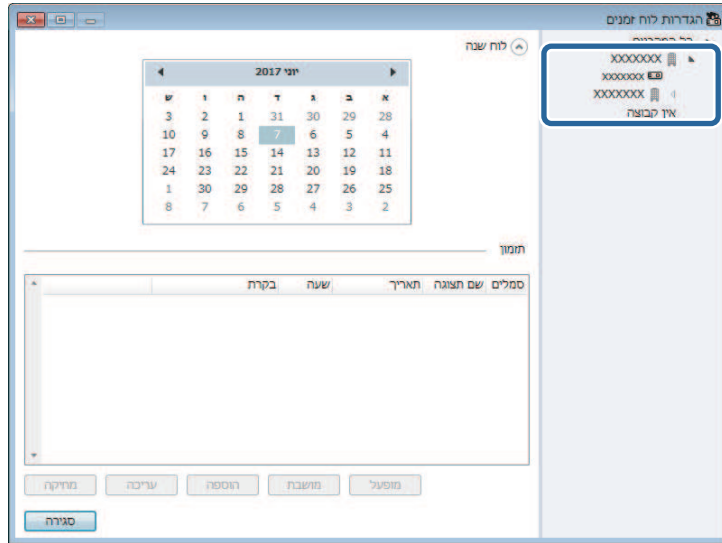 הגדרות לוח זמנים
כל המקרנים
XXXXXXX
XXXXXXX
XXXXXXX
אין קבוצה
לוח שנה
יוני 2017
א ב ג ד ה ו ש
28 29 30 31 1 2 3
4 5 6 7 8 9 10
11 12 13 14 15 16 17
18 19 20 21 22 23 24
25 26 27 28 29 30 1
2 3 4 5 6 7 8
תזמון
סמלים שם תצוגה תאריך שעה בקרת
מופעל מושבת הוספה עריכה מחיקה
סגירה